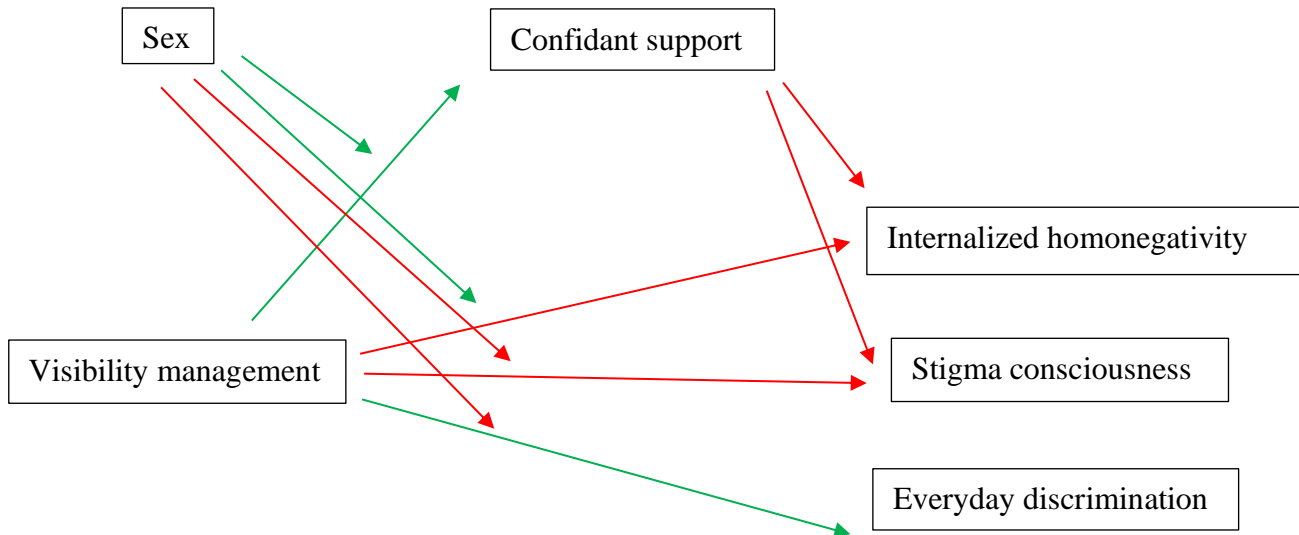 Sex
Confidant support
Internalized homonegativity
Visibility management
Stigma consciousness
Everyday discrimination